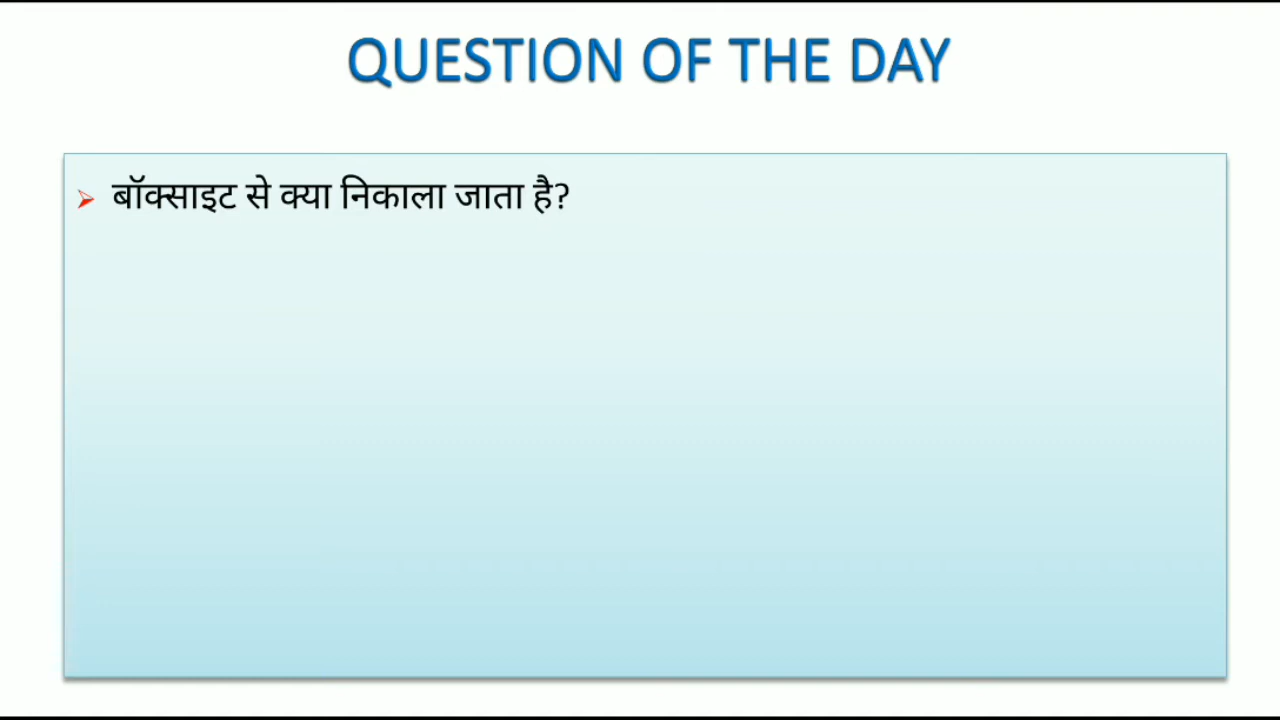 QUESTION OF THE DAY
बॉक्साइट से क्या निकाला जाता है?